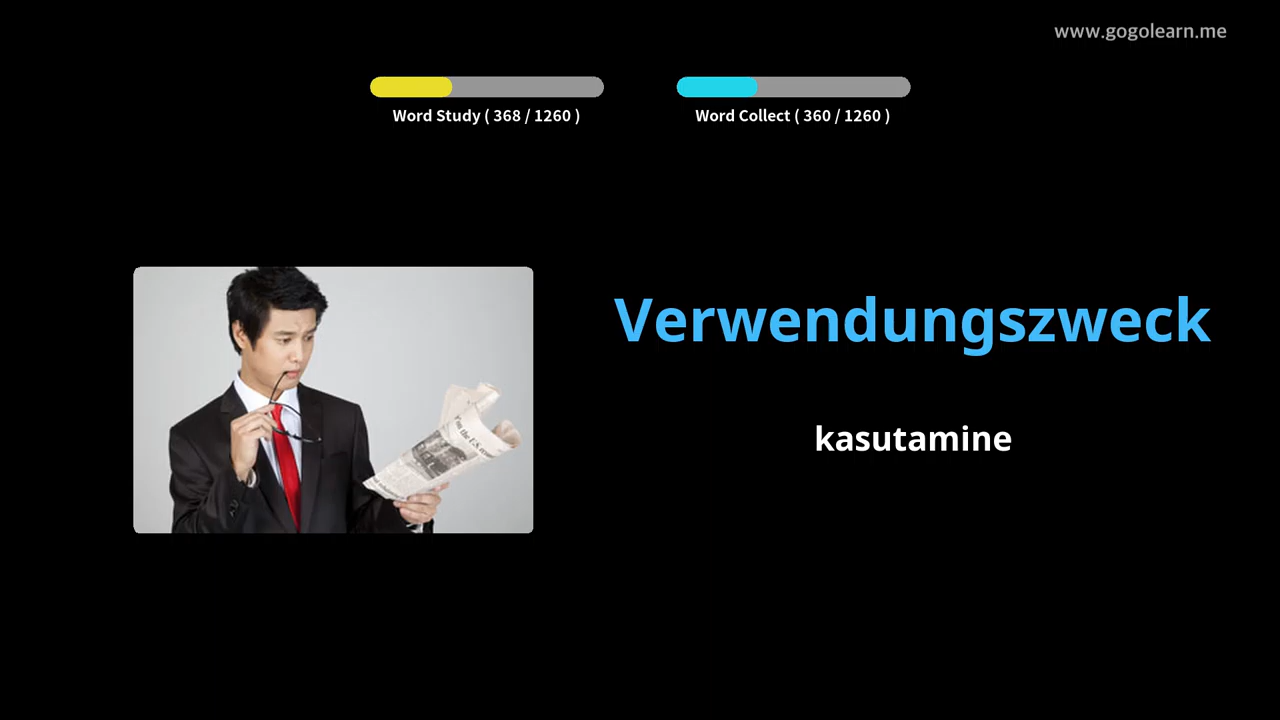 www.gogolearn.me
Word Study ( 368 / 1260 )
Word Collect ( 360 / 1260 )
Verwendungszweck
kasutamine